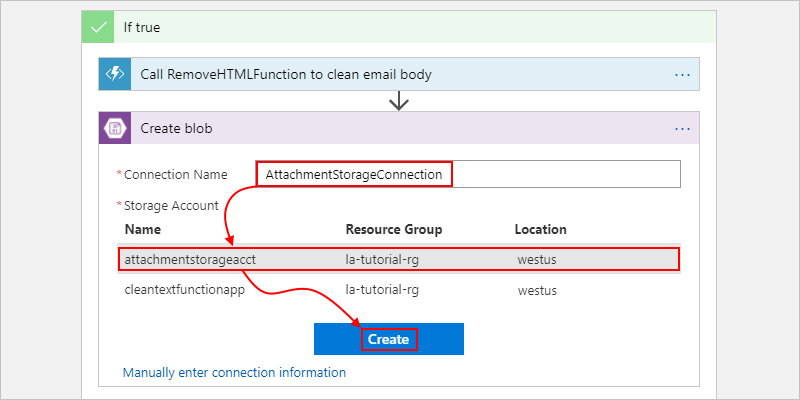 If true
Call RemoveHTMLFunction to clean email body ...
Create blob ...
*Connection Name AttachmentStorageConnection
*Storage Account
Name Resource Group Location
attachmentstorageacct la-tutorial-rg westus
cleantextfunctionapp la-tutorial-rg westus
Create
Manually enter connection information